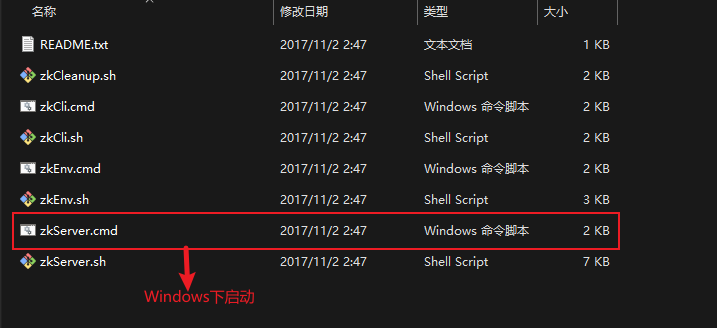 名称 修改日期 类型 大小
README.txt 2017/11/2 2:47 文本文档 1 KB
zkCleanup.sh 2017/11/2 2:47 Shell Script 2 KB
zkCli.cmd 2017/11/2 2:47 Windows 命令脚本 2 KB
zkCli.sh 2017/11/2 2:47 Shell Script 2 KB
zkEnv.cmd 2017/11/2 2:47 Windows 命令脚本 2 KB
zkEnv.sh 2017/11/2 2:47 Shell Script 3 KB
zkServer.cmd 2017/11/2 2:47 Windows 命令脚本 2 KB
zkServer.sh 2017/11/2 2:47 Shell Script 7 KB
Windows下启动